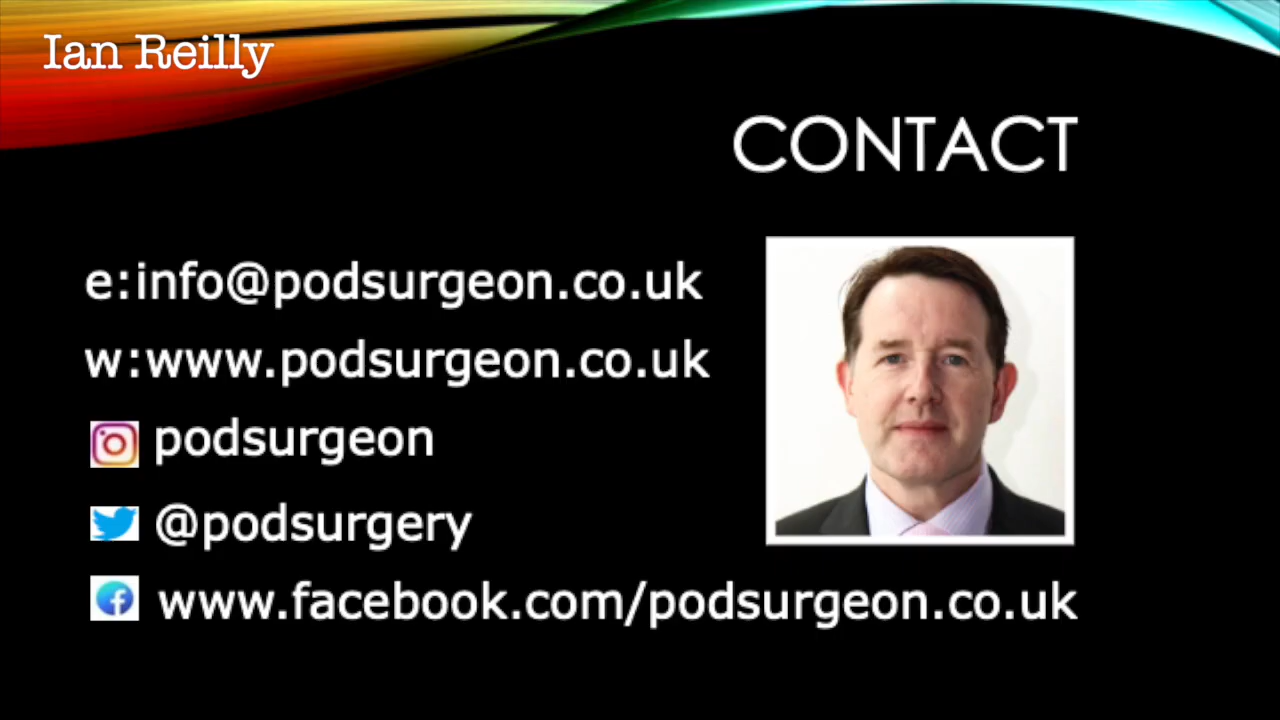 Ian Reilly
CONTACT
e:info@podsurgeon.co.uk
w:www.podsurgeon.co.uk
podsurgeon
@podsurgery
www.facebook.com/podsurgeon.co.uk